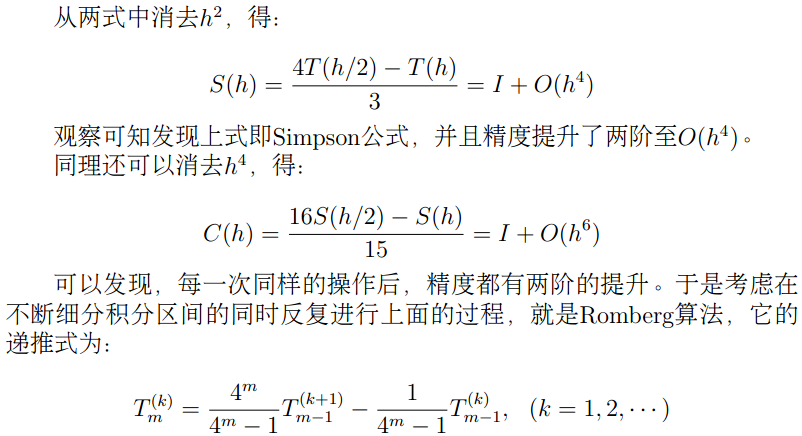 从两式中消去h²，得：
S(h) = \frac{4T(h/2) − T(h)}{3} = I + O(h⁴)
观察可知发现上式即Simpson公式，并且精度提升了两阶至O(h⁴)。
同理还可以消去h⁴，得：
C(h) = \frac{16S(h/2) − S(h)}{15} = I + O(h⁶)
可以发现，每一次同样的操作后，精度都有两阶的提升。于是考虑在
不断细分积分区间的同时反复进行上面的过程，就是Romberg算法，它的
递推式为：
T_m^{(k)} = \frac{4^m}{4^m − 1} T_{m−1}^{(k+1)} − \frac{1}{4^m − 1} T_{m−1}^{(k)}, (k = 1, 2, ⋯)